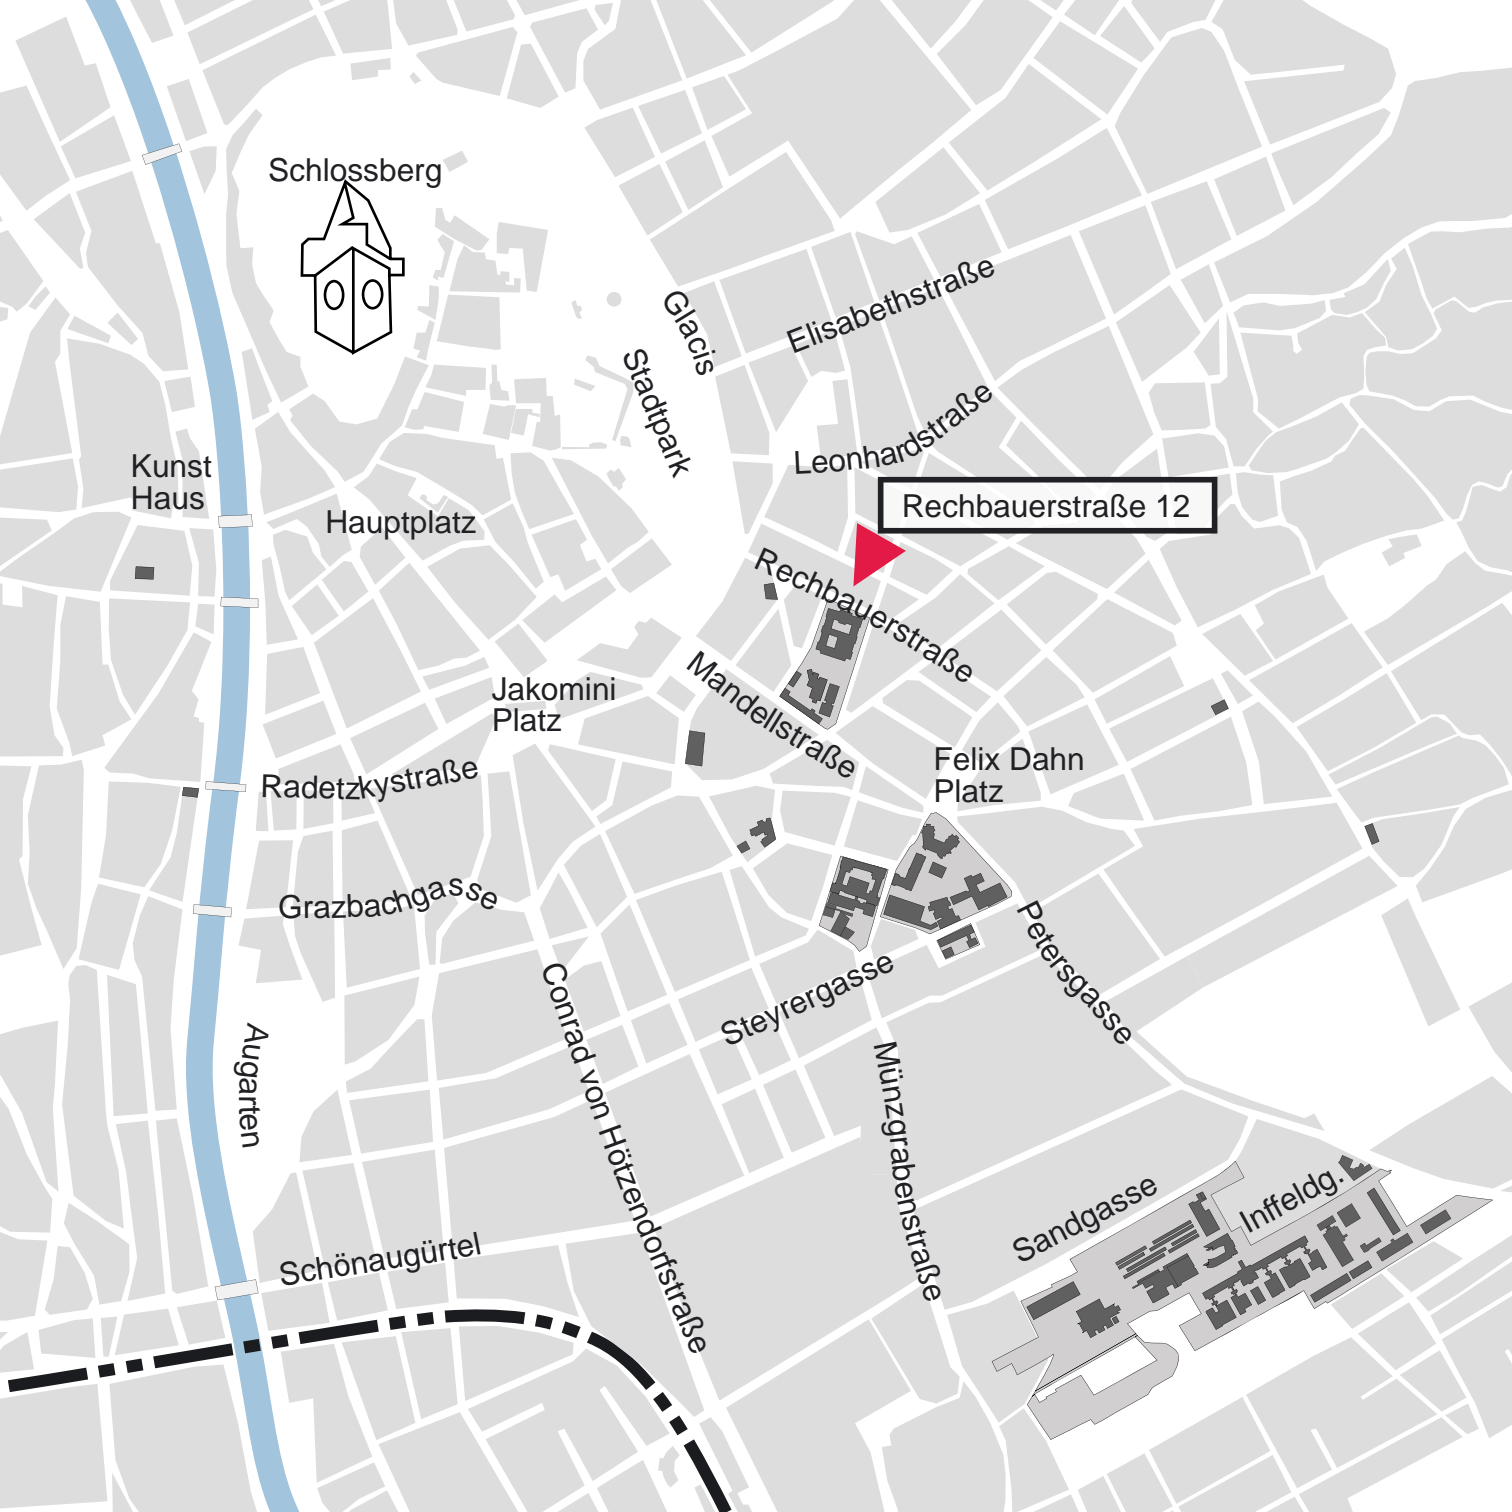 Schlossberg
Elisabethstraße
Glacis
Stadtpark
Leonhardstraße
Kunst
Haus
Hauptplatz
Rechbauerstraße 12
Rechbauerstraße
Mandellstraße
Jakomini
Platz
Felix Dahn
Platz
Radetzkystraße
Grazbachgasse
Petersgasse
Steyrergasse
Conrad von Hötzendorfstraße
Augarten
Münzgrabenstraße
Sandgasse
Inffeldg.
Schönaugürtel